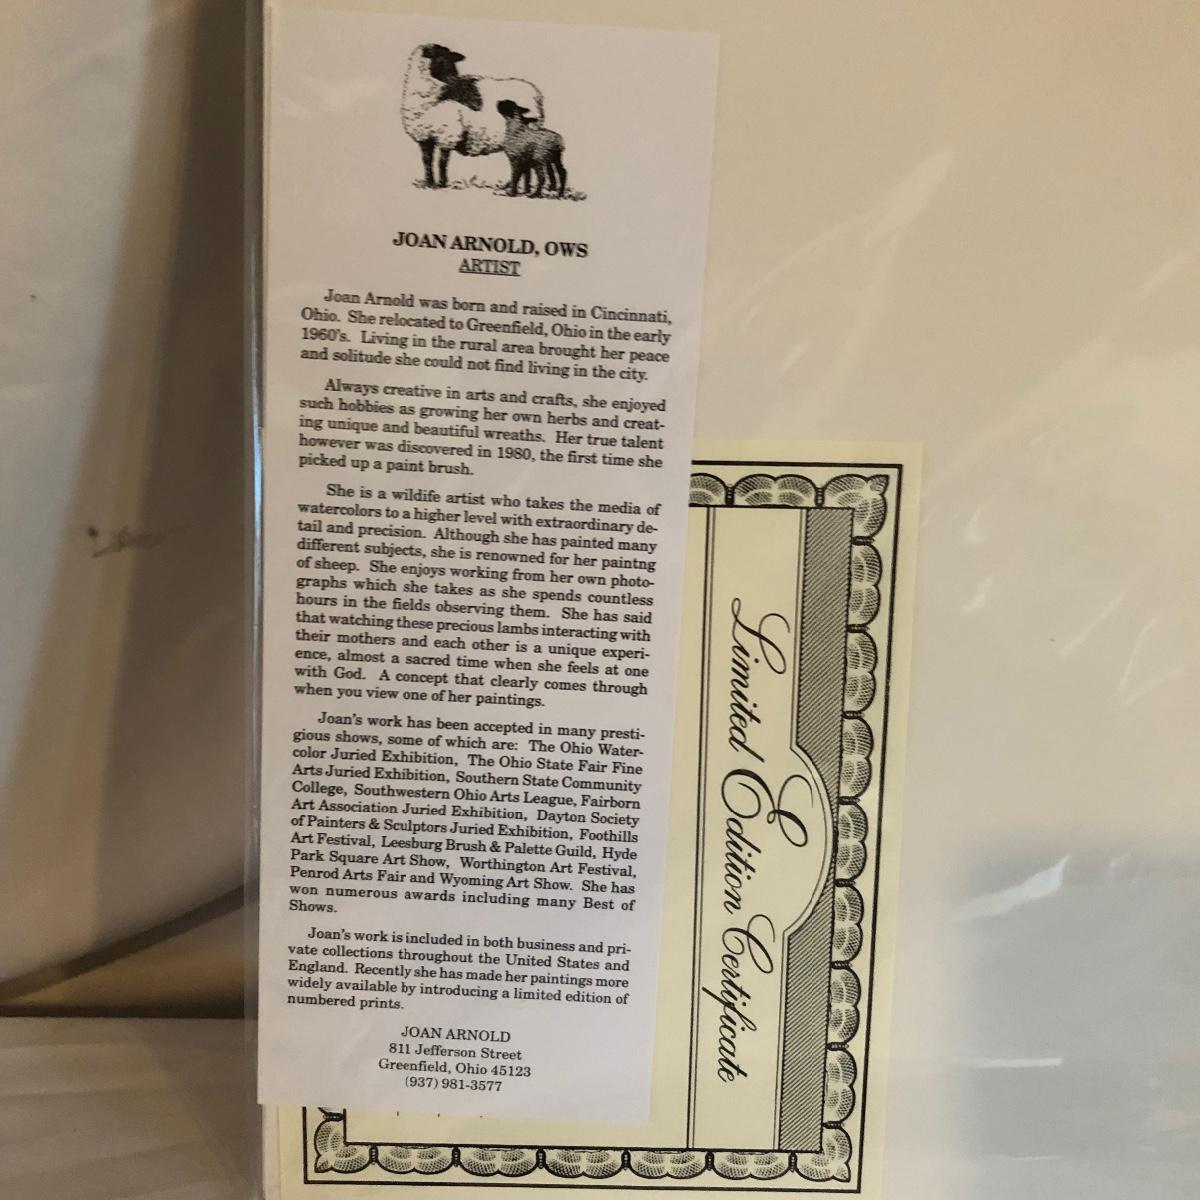 JOAN ARNOLD, OWS
ARTIST
Joan Arnold was born and raised in Cincinnati,
Ohio. She relocated to Greenfield, Ohio in the early
1960's. Living in the rural area brought her peace
and solitude she could not find living in the city.
Always creative in arts and crafts, she enjoyed
such hobbies as growing her own herbs and creat-
ing unique and beautiful wreaths. Her true talent
however was discovered in 1980, the first time she
picked up a paint brush.
She is a wildife artist who takes the media of
watercolors to a higher level with extraordinary de-
tail and precision. Although she has painted many
different subjects, she is renowned for her paintng
of sheep. She enjoys working from her own photo-
graphs which she takes as she spends countless
hours in the fields observing them. She has said
that watching these precious lambs interacting with
their mothers and each other is a unique experi-
ence, almost a sacred time when she feels at one
with God. A concept that clearly comes through
when you view one of her paintings.
Joan's work has been accepted in many presti-
gious shows, some of which are: The Ohio Water-
color Juried Exhibition, The Ohio State Fair Fine
Arts Juried Exhibition, Southern State Community
College, Southwestern Ohio Arts League, Fairborn
Art Association Juried Exhibition, Dayton Society
of Painters & Sculptors Juried Exhibition, Foothills
Art Festival, Leesburg Brush & Palette Guild, Hyde
Park Square Art Show, Worthington Art Festival,
Penrod Arts Fair and Wyoming Art Show. She has
won numerous awards including many Best of
Shows.
Joan's work is included in both business and pri-
vate collections throughout the United States and
England. Recently she has made her paintings more
widely available by introducing a limited edition of
numbered prints.
JOAN ARNOLD
811 Jefferson Street
Greenfield, Ohio 45123
(937) 981-3577
Limited Edition Certificate